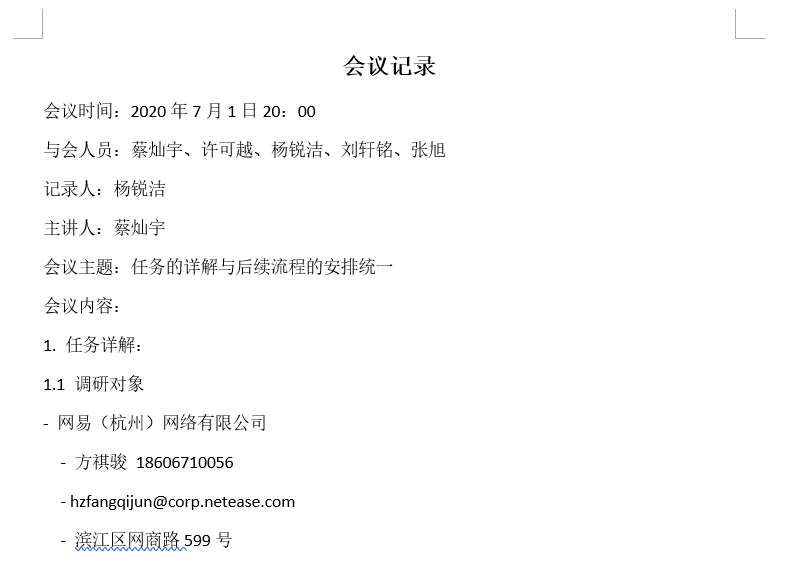 会议记录
会议时间：2020 年 7 月 1 日 20：00
与会人员：蔡灿宇、许可越、杨锐洁、刘轩铭、张旭
记录人：杨锐洁
主讲人：蔡灿宇
会议主题：任务的详解与后续流程的安排统一
会议内容：
1. 任务详解：
1.1 调研对象
- 网易（杭州）网络有限公司
- 方祺骏 18606710056
- hzfangqijun@corp.netease.com
- 滨江区网商路 599 号